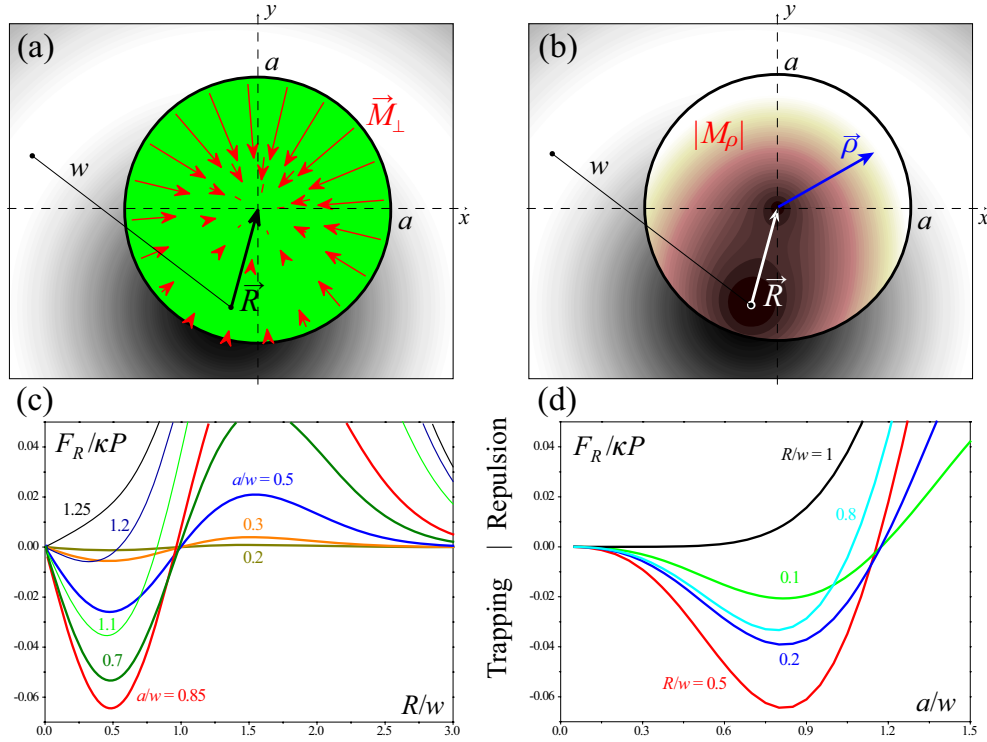 (a)
y
a
M⊥
w
R
a
x
(b)
y
a
|Mρ|
ρ
w
R
a
x
(c)
F_R/κP
0.04
0.02
0.00
-0.02
-0.04
-0.06
1.25
1.2
a/w = 0.5
0.3
0.2
1.1
0.7
a/w = 0.85
R/w
0.0 0.5 1.0 1.5 2.0 2.5 3.0
Trapping | Repulsion
(d)
F_R/κP
0.04
0.02
0.00
-0.02
-0.04
-0.06
R/w = 1
0.8
0.1
0.2
R/w = 0.5
a/w
0.0 0.3 0.6 0.9 1.2 1.5